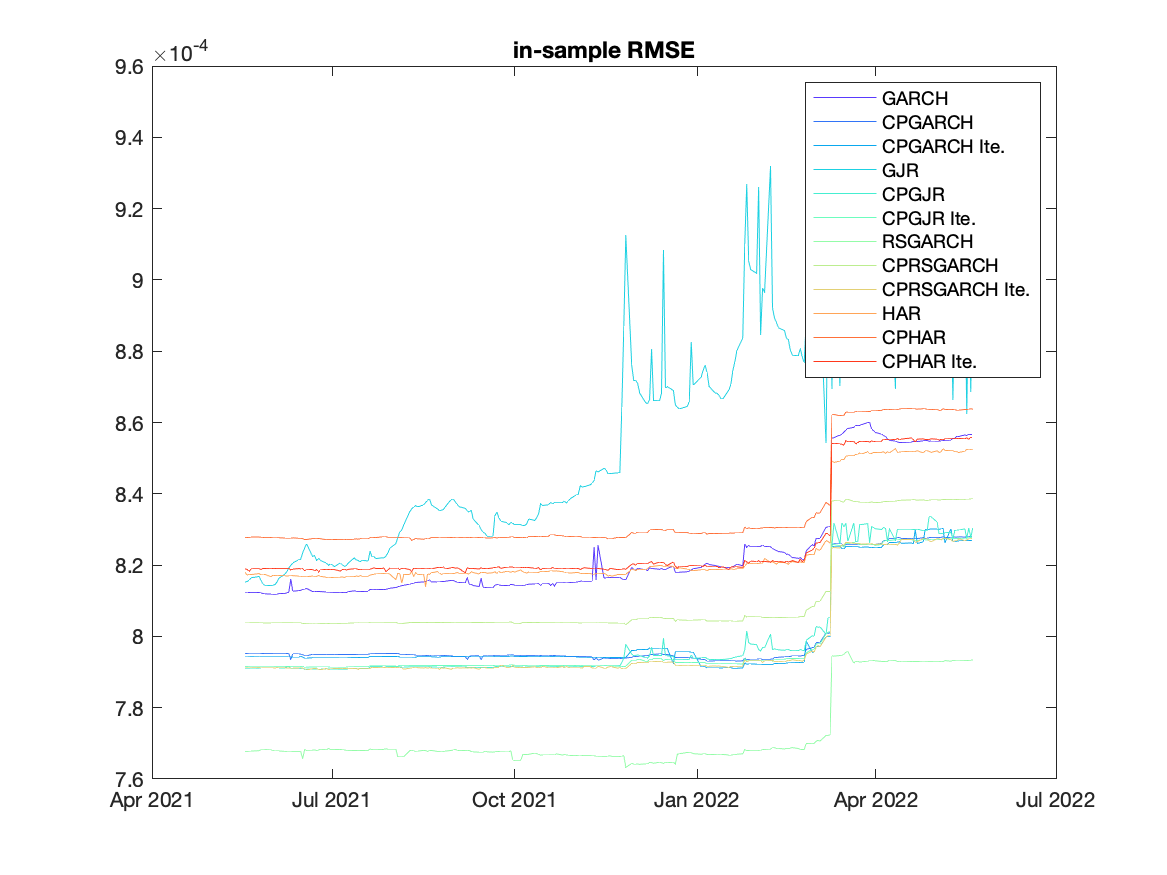 in-sample RMSE
×10-4
9.6
9.4
9.2
9
8.8
8.6
8.4
8.2
8
7.8
7.6
Apr 2021 Jul 2021 Oct 2021 Jan 2022 Apr 2022 Jul 2022
GARCH
CPGARCH
CPGARCH Ite.
GJR
CPGJR
CPGJR Ite.
RSGARCH
CPRSGARCH
CPRSGARCH Ite.
HAR
CPHAR
CPHAR Ite.